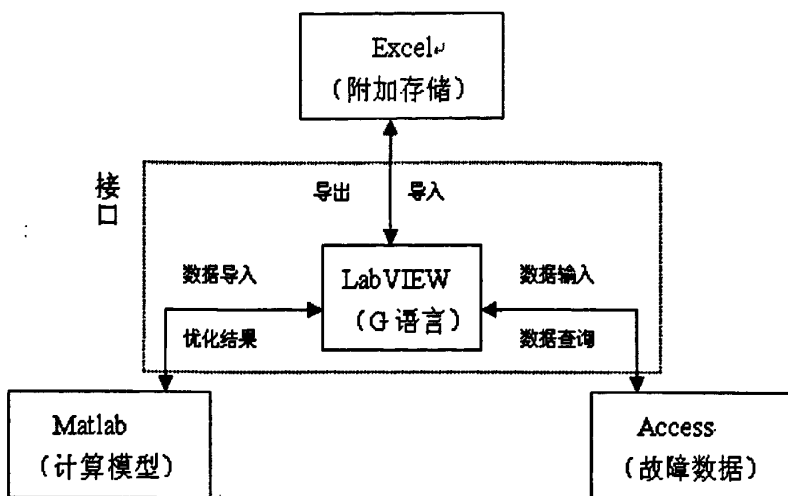 Excel↵
（附加存储）
接口
导出 导入
数据导入
LabVIEW
（G 语言）
数据输入
优化结果
数据查询
Matlab
（计算模型）
Access
（故障数据）